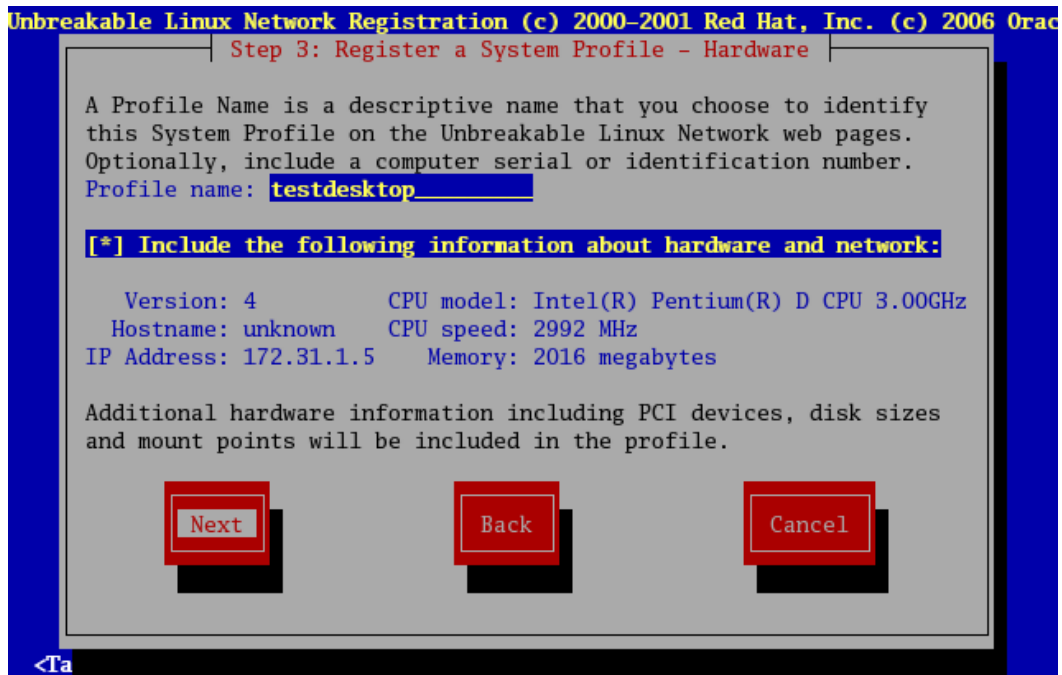 Unbreakable Linux Network Registration (c) 2000-2001 Red Hat, Inc. (c) 2006 Orac
Step 3: Register a System Profile - Hardware
A Profile Name is a descriptive name that you choose to identify
this System Profile on the Unbreakable Linux Network web pages.
Optionally, include a computer serial or identification number.
Profile name: testdesktop_________
[*] Include the following information about hardware and network:
Version: 4 CPU model: Intel(R) Pentium(R) D CPU 3.00GHz
Hostname: unknown CPU speed: 2992 MHz
IP Address: 172.31.1.5 Memory: 2016 megabytes
Additional hardware information including PCI devices, disk sizes
and mount points will be included in the profile.
Next Back Cancel
<Ta